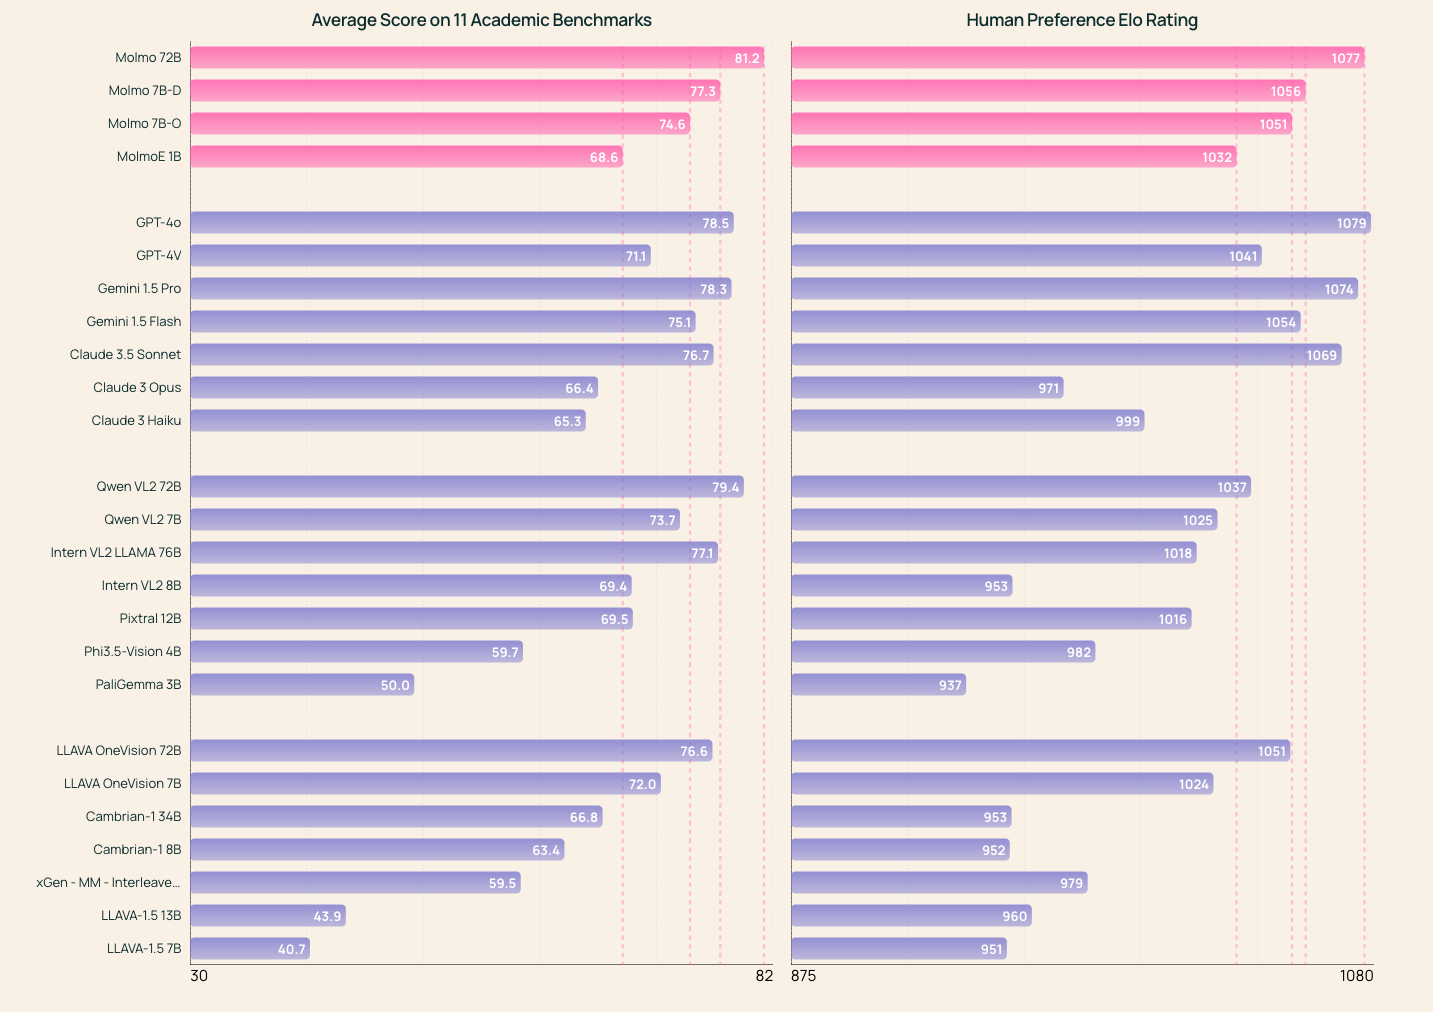 Average Score on 11 Academic Benchmarks Human Preference Elo Rating
Molmo 72B 81.2 1077
Molmo 7B-D 77.3 1056
Molmo 7B-O 74.6 1051
MolmoE 1B 68.6 1032
GPT-4o 78.5 1079
GPT-4V 71.1 1041
Gemini 1.5 Pro 78.3 1074
Gemini 1.5 Flash 75.1 1054
Claude 3.5 Sonnet 76.7 1069
Claude 3 Opus 66.4 971
Claude 3 Haiku 65.3 999
Qwen VL2 72B 79.4 1037
Qwen VL2 7B 73.7 1025
Intern VL2 LLAMA 76B 77.1 1018
Intern VL2 8B 69.4 953
Pixtral 12B 69.5 1016
Phi3.5-Vision 4B 59.7 982
PaliGemma 3B 50.0 937
LLAVA OneVision 72B 76.6 1051
LLAVA OneVision 7B 72.0 1024
Cambrian-1 34B 66.8 953
Cambrian-1 8B 63.4 952
xGen - MM - Interleave... 59.5 979
LLAVA-1.5 13B 43.9 960
LLAVA-1.5 7B 40.7 951
30 82 875 1080